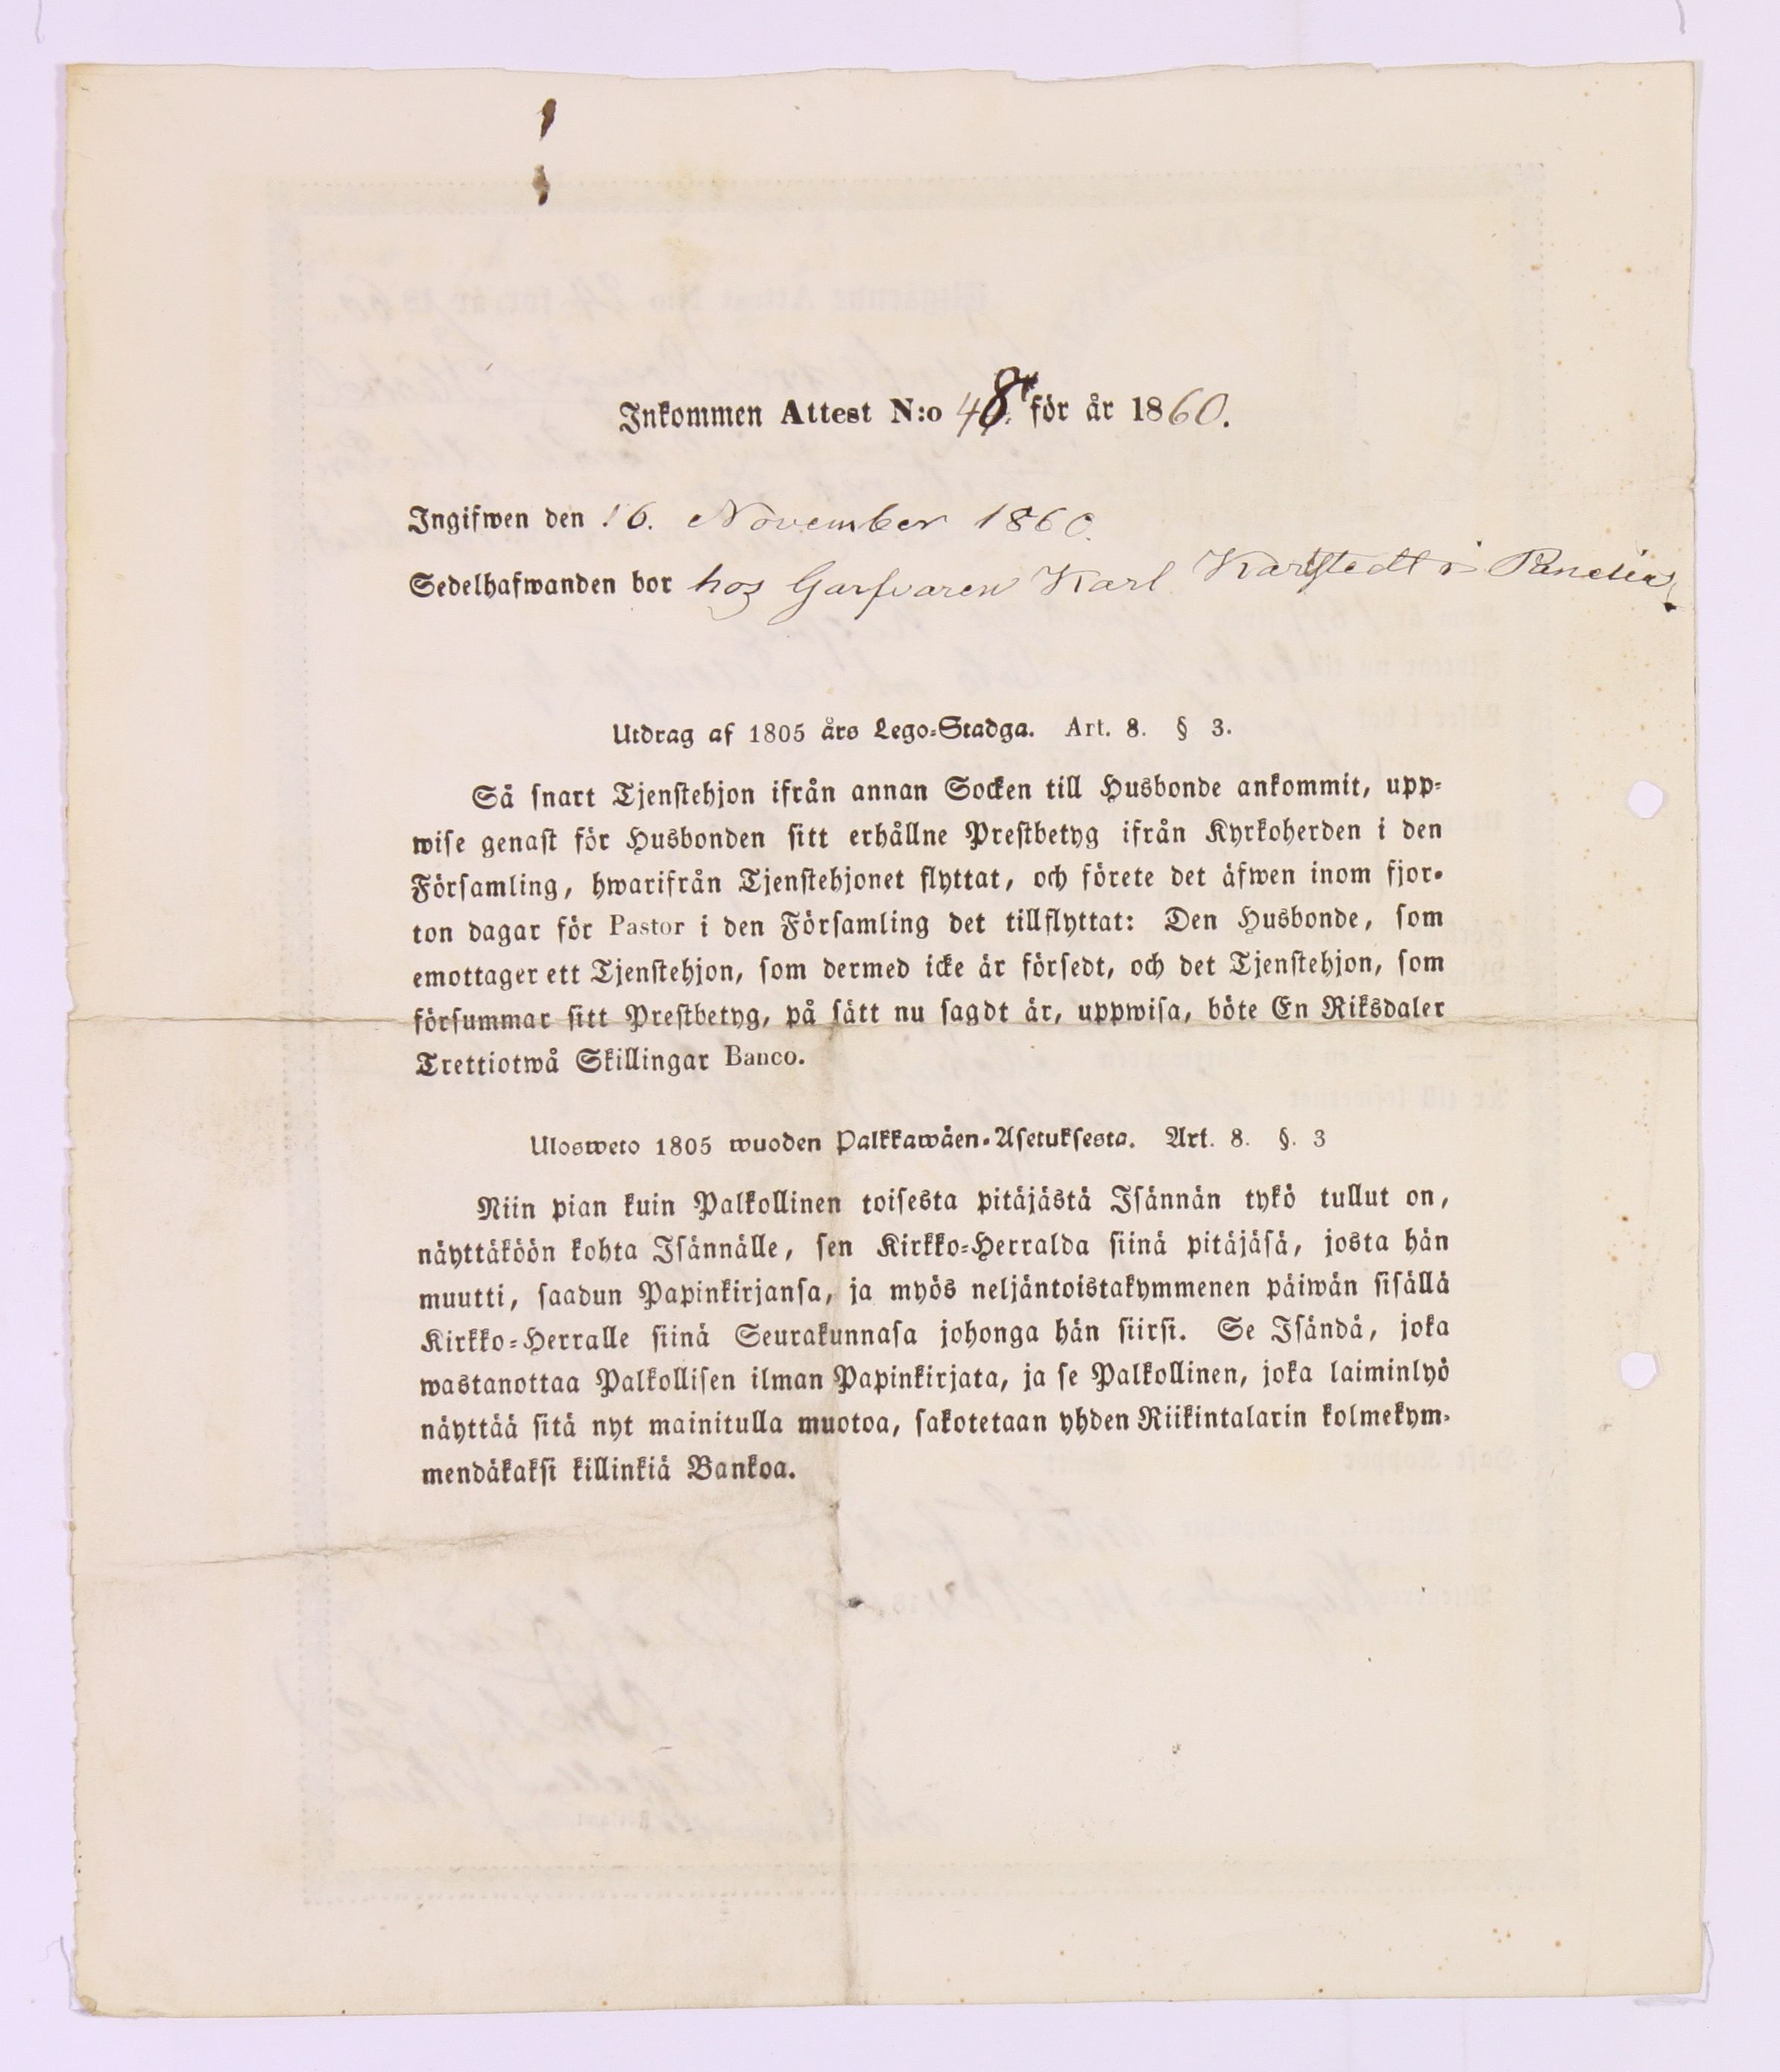 Inkommen Attest N:o 48. för år 1860.
Ingifwen den 16. November 1860.
Sedelhafwanden bor hos Garfvaren Karl Karlstedt i Panelia.
Utdrag af 1805 års Lego-Stadga. Art. 8. § 3.
Så snart Tjenstehjon ifrån annan Socken till Husbonde ankommit, upp-
wise genast för Husbonden sitt erhållne Prestbetyg ifrån Kyrkoherden i den
Församling, hwarifrån Tjenstehjonet flyttat, och förete det äfwen inom fjor-
ton dagar för Pastor i den Församling det tillflyttat: Den Husbonde, som
emottager ett Tjenstehjon, som dermed icke är försedt, och det Tjenstehjon, som
försummar sitt Prestbetyg, på sätt nu sagdt är, uppwisa, böte En Riksdaler
Trettiotwå Skillingar Banco.
Ulosweto 1805 wuoden Palkkawäen-Asetuksesta. Art. 8. §. 3
Niin pian kuin Palkollinen toisesta pitäjästä Isännän tykö tullut on,
näyttäköön kohta Isännälle, sen Kirkko-Herralda siinä pitäjäsä, josta hän
muutti, saadun Papinkirjansa, ja myös neljäntoistakymmenen päiwän sisällä
Kirkko-Herralle siinä Seurakunnasa johonga hän siirsi. Se Isändä, joka
wastanottaa Palkollisen ilman Papinkirjata, ja se Palkollinen, joka laiminlyö
näyttää sitä nyt mainitulla muotoa, sakotetaan yhden Riikintalarin kolmekym-
mendäkaksi killinkiä Bankoa.